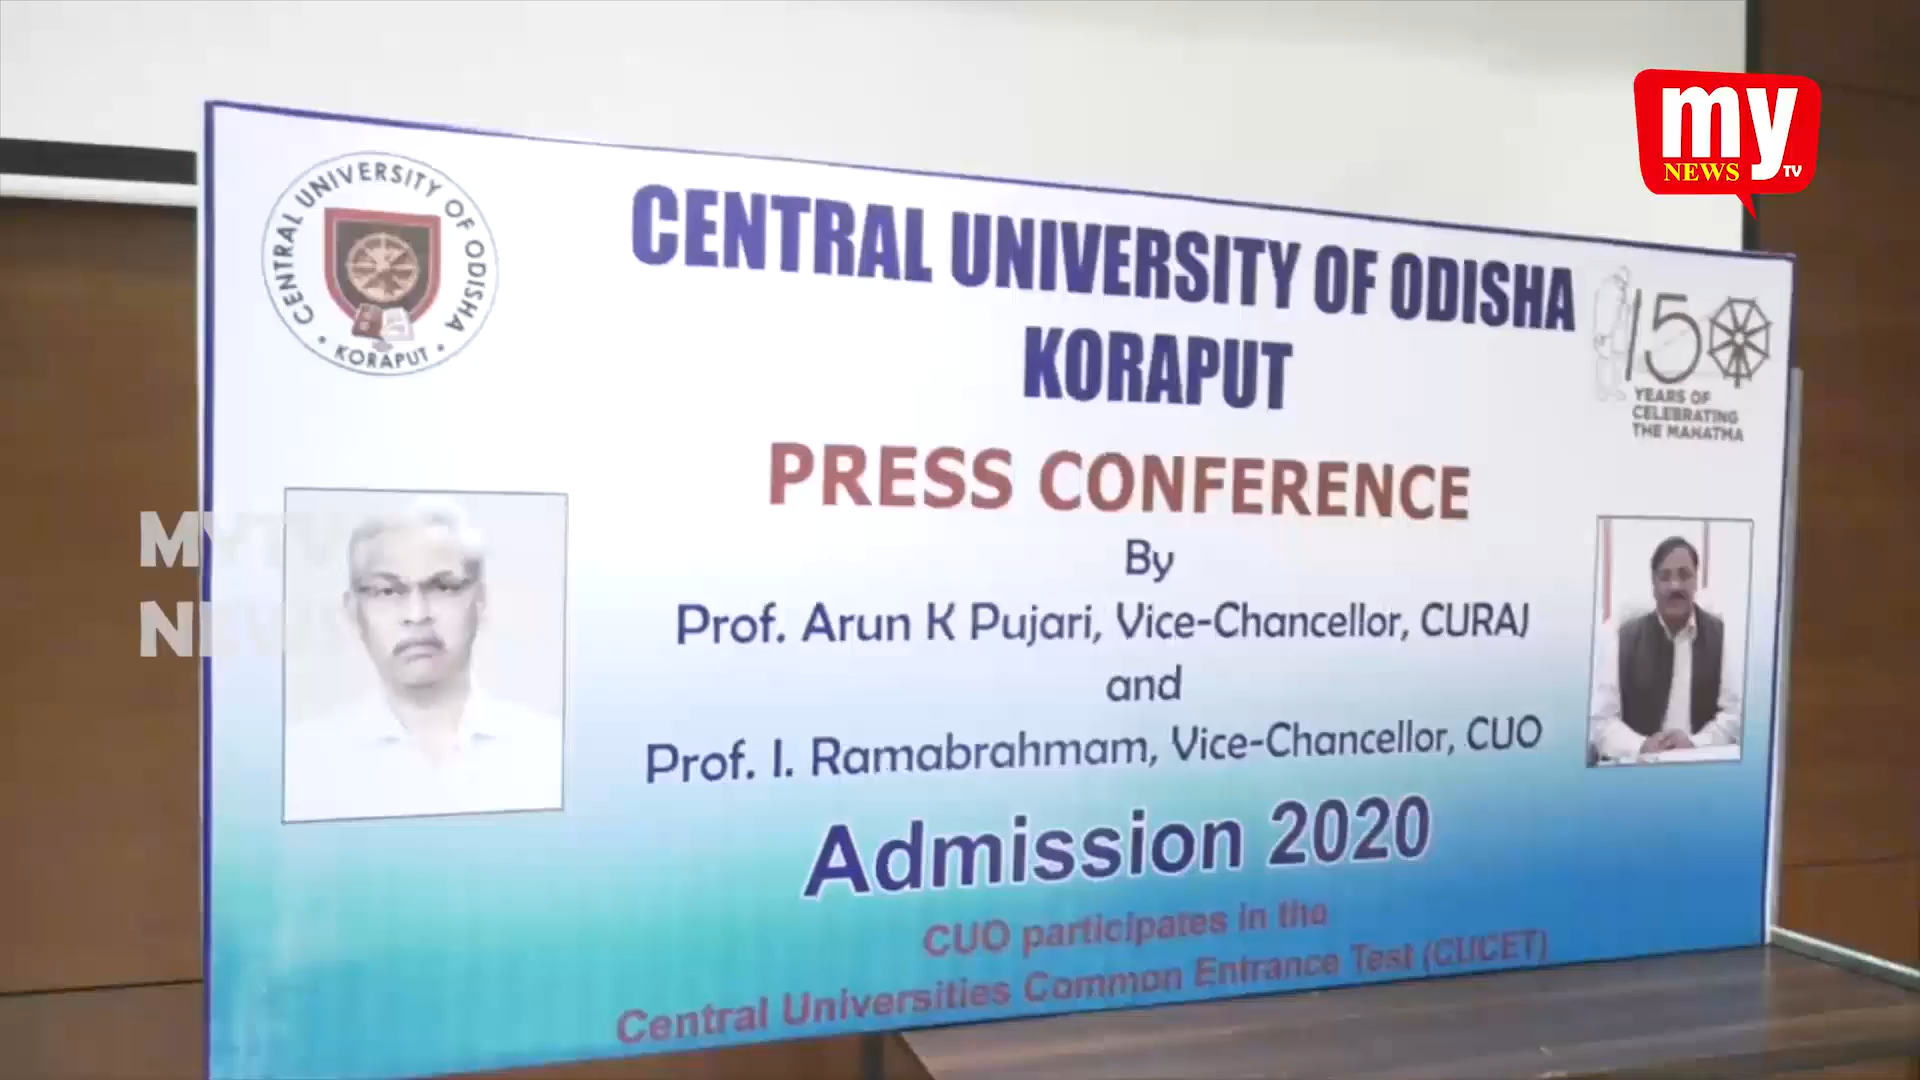 my
NEWS TV
CENTRAL UNIVERSITY OF ODISHA
KORAPUT
CENTRAL UNIVERSITY OF ODISHA
• KORAPUT •
150
YEARS OF
CELEBRATING
THE MAHATMA
PRESS CONFERENCE
By
Prof. Arun K Pujari, Vice-Chancellor, CURAJ
and
Prof. I. Ramabrahmam, Vice-Chancellor, CUO
MYTV
NEWS
Admission 2020
CUO participates in the
Central Universities Common Entrance Test (CUCET)